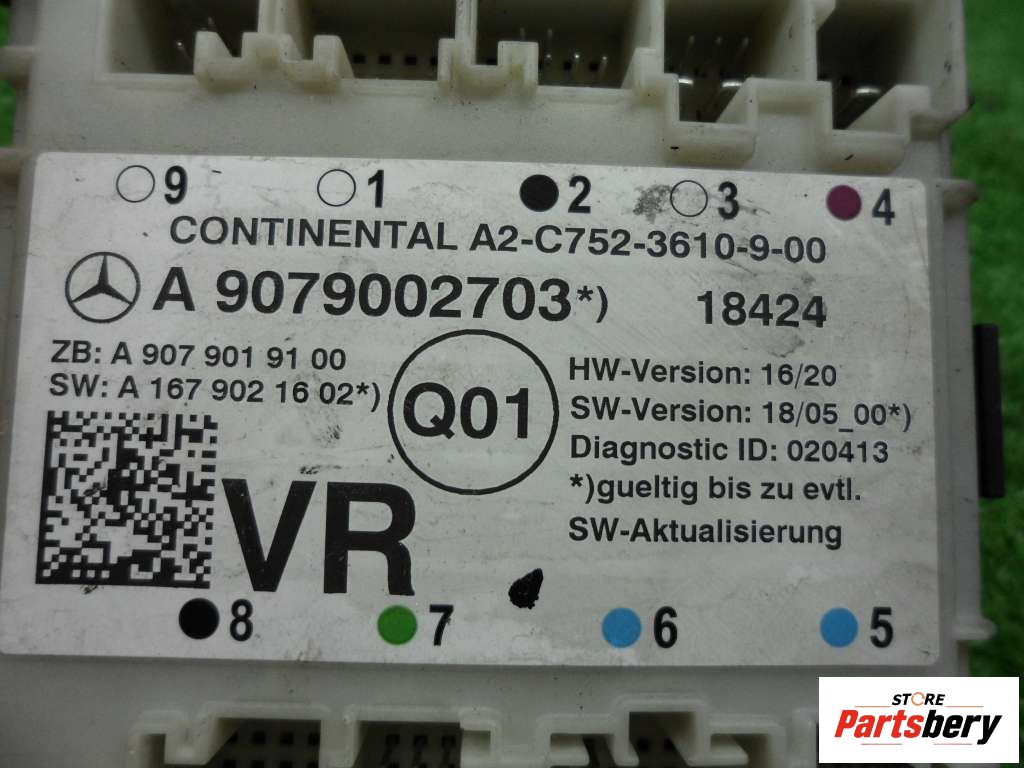 9 1 2 3 4
CONTINENTAL A2-C752-3610-9-00
A 9079002703*) 18424
ZB: A 907 901 91 00
SW: A 167 902 16 02*)
Q01
HW-Version: 16/20
SW-Version: 18/05_00*)
Diagnostic ID: 020413
*)gueltig bis zu evtl.
SW-Aktualisierung
VR
8 7 6 5
STORE
Partsbery